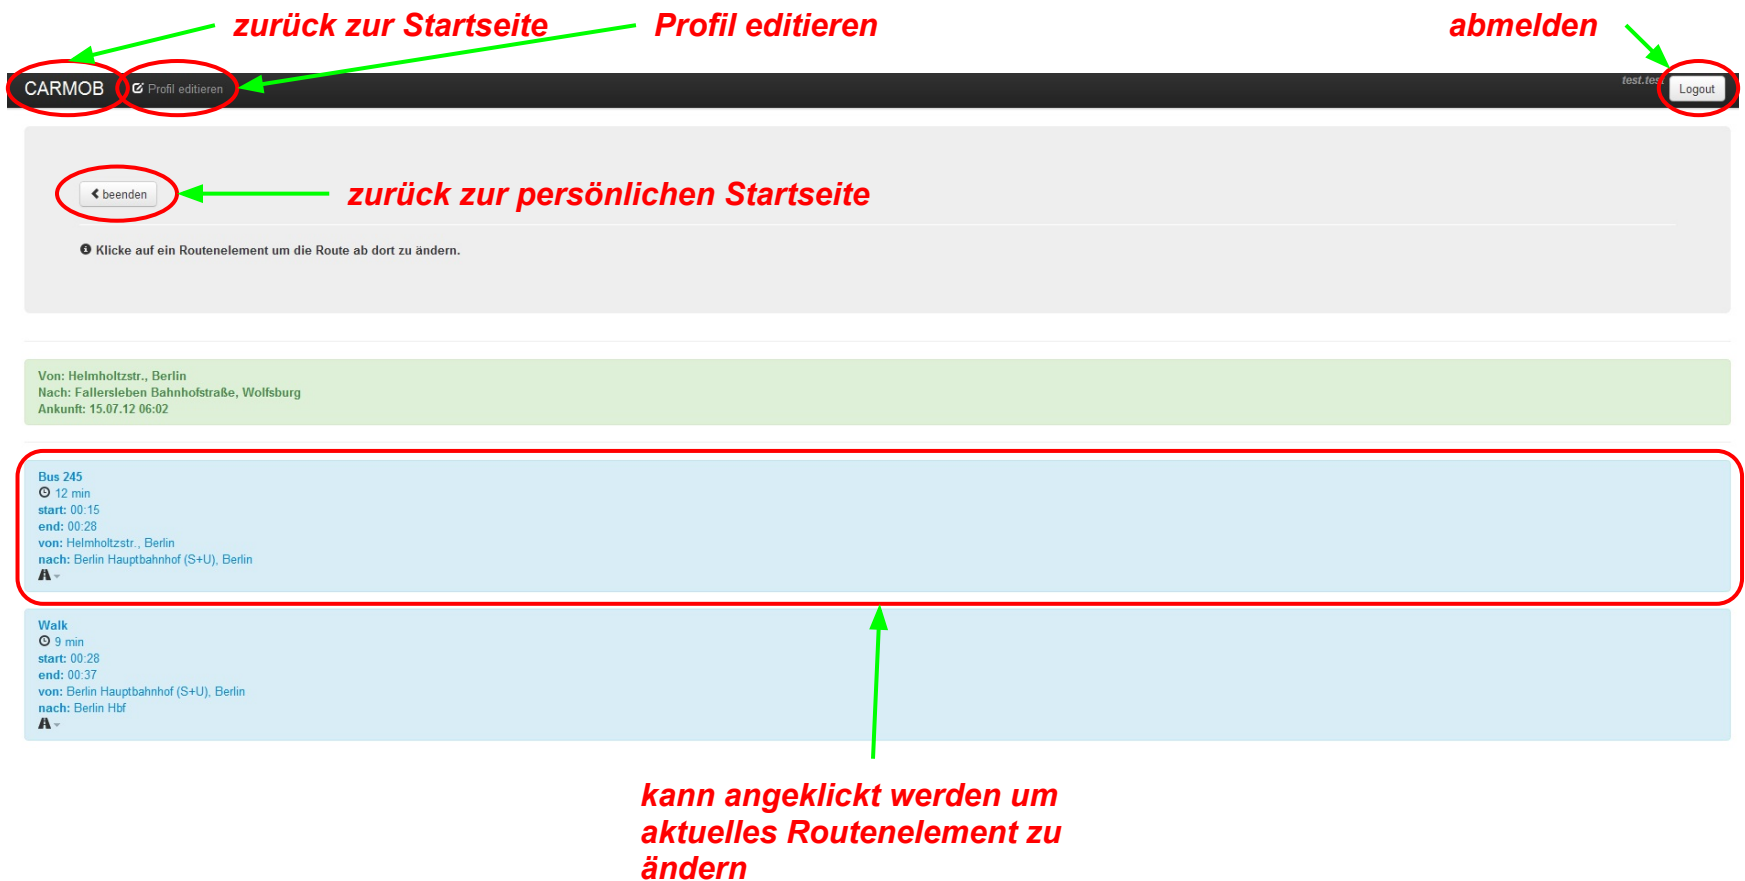 zurück zur Startseite
Profil editieren
abmelden
CARMOB
Profil editieren
test.test
Logout
beenden
zurück zur persönlichen Startseite
Klicke auf ein Routenelement um die Route ab dort zu ändern.
Von: Helmholtzstr., Berlin
Nach: Fallersleben Bahnhofstraße, Wolfsburg
Ankunft: 15.07.12 06:02
Bus 245
12 min
start: 00:15
end: 00:28
von: Helmholtzstr., Berlin
nach: Berlin Hauptbahnhof (S+U), Berlin
Walk
9 min
start: 00:28
end: 00:37
von: Berlin Hauptbahnhof (S+U), Berlin
nach: Berlin Hbf
kann angeklickt werden um
aktuelles Routenelement zu
ändern